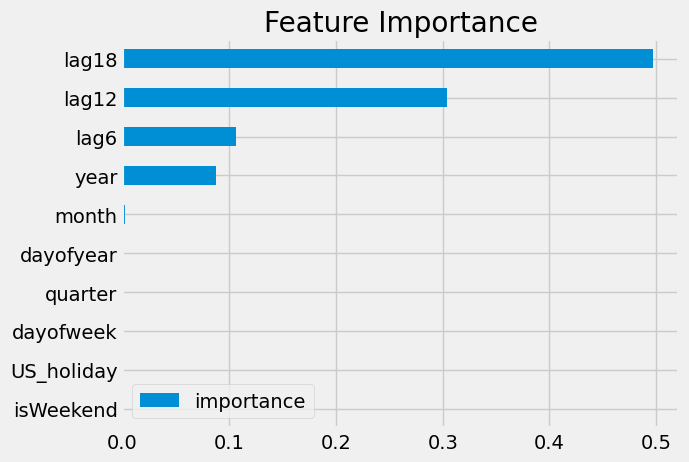 Feature Importance
lag18
lag12
lag6
year
month
dayofyear
quarter
dayofweek
US_holiday
isWeekend
importance
0.0 0.1 0.2 0.3 0.4 0.5